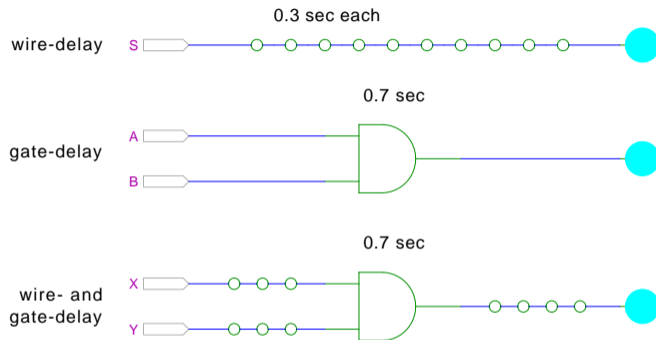 0.3 sec each
wire-delay S
0.7 sec
A
gate-delay
B
0.7 sec
X
wire- and
gate-delay
Y